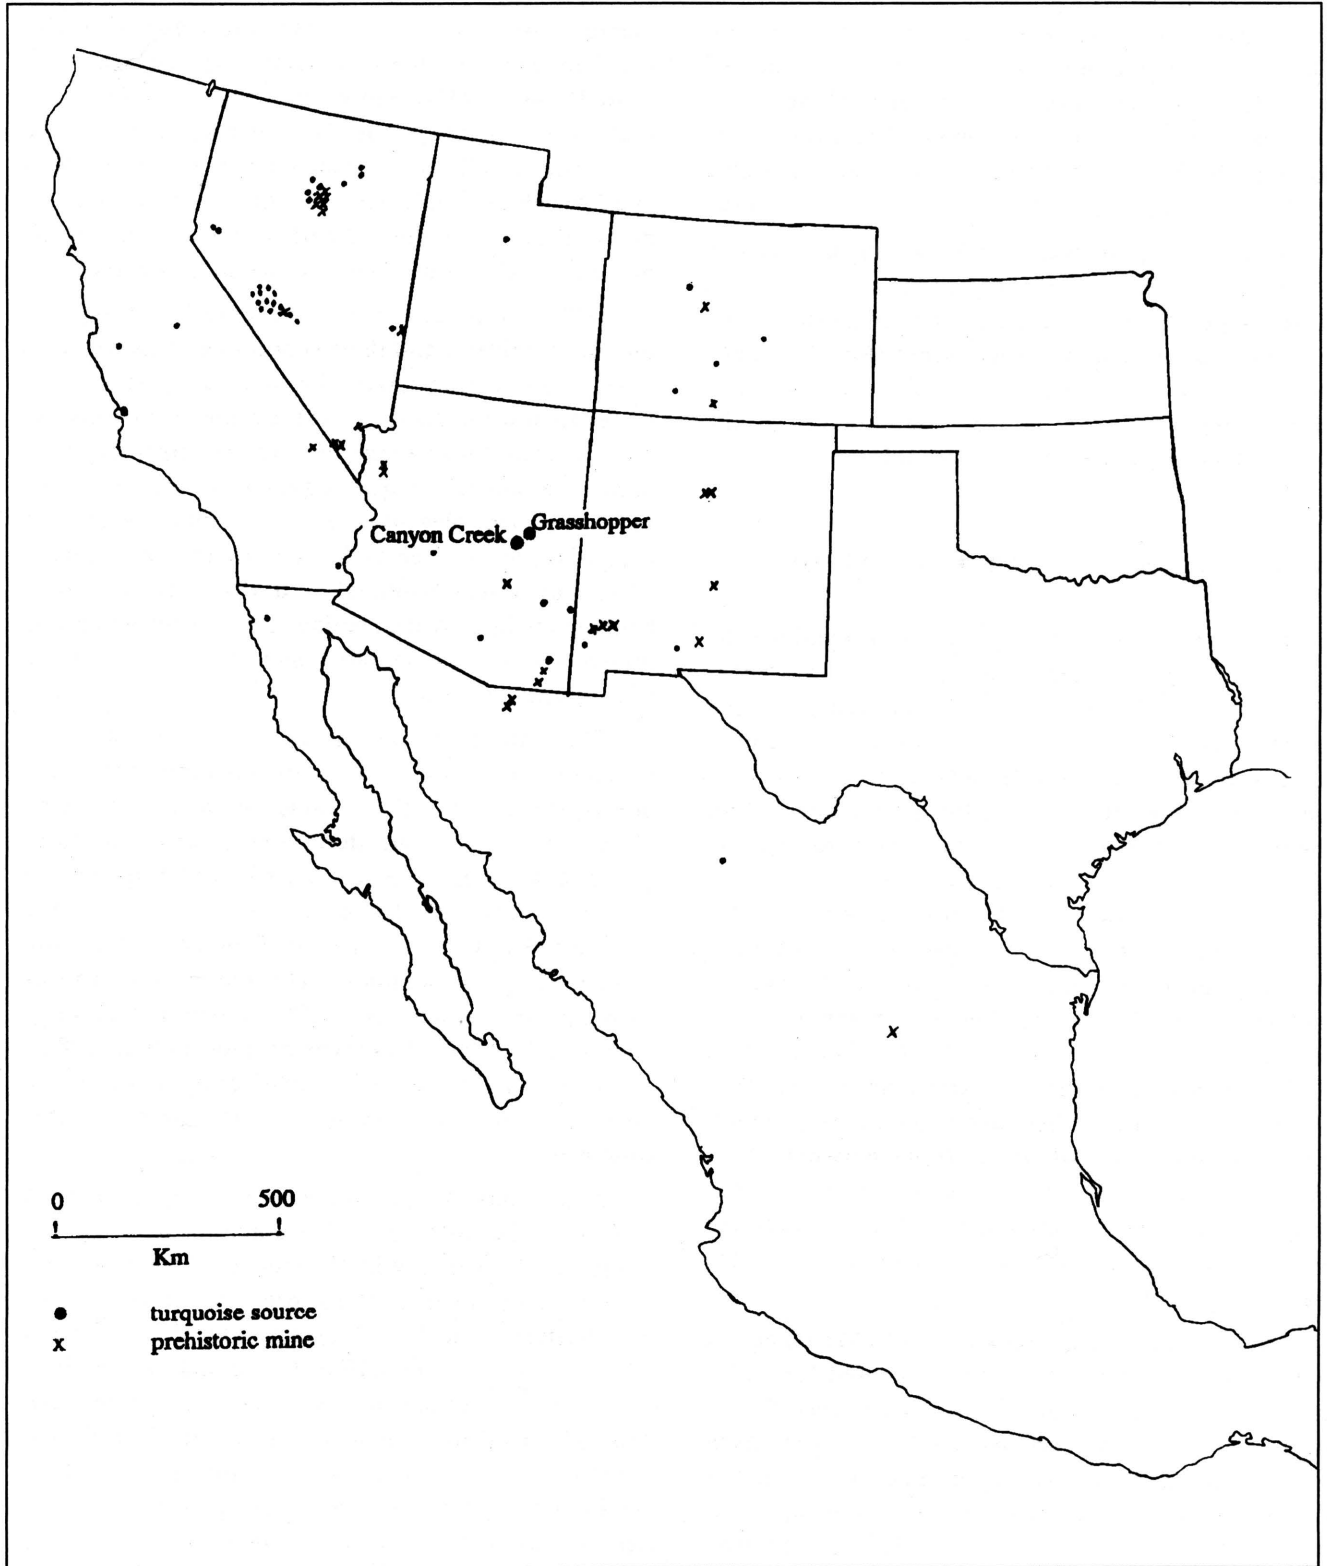 Grasshopper
Canyon Creek
0 500
Km
● turquoise source
x prehistoric mine